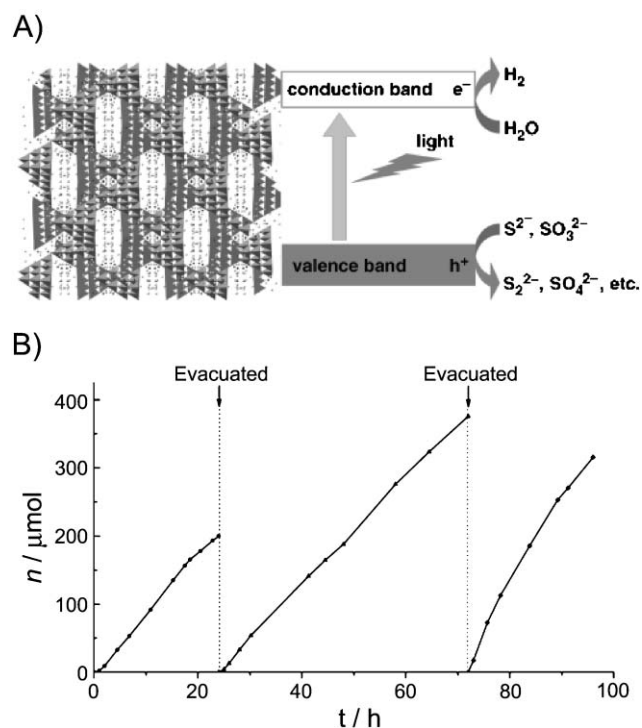 A)
conduction band e⁻
H₂
H₂O
light
valence band h⁺
S²⁻, SO₃²⁻
S₂²⁻, SO₄²⁻, etc.
B)
Evacuated Evacuated
400
300
200
100
0
n / μmol
0 20 40 60 80 100
t / h